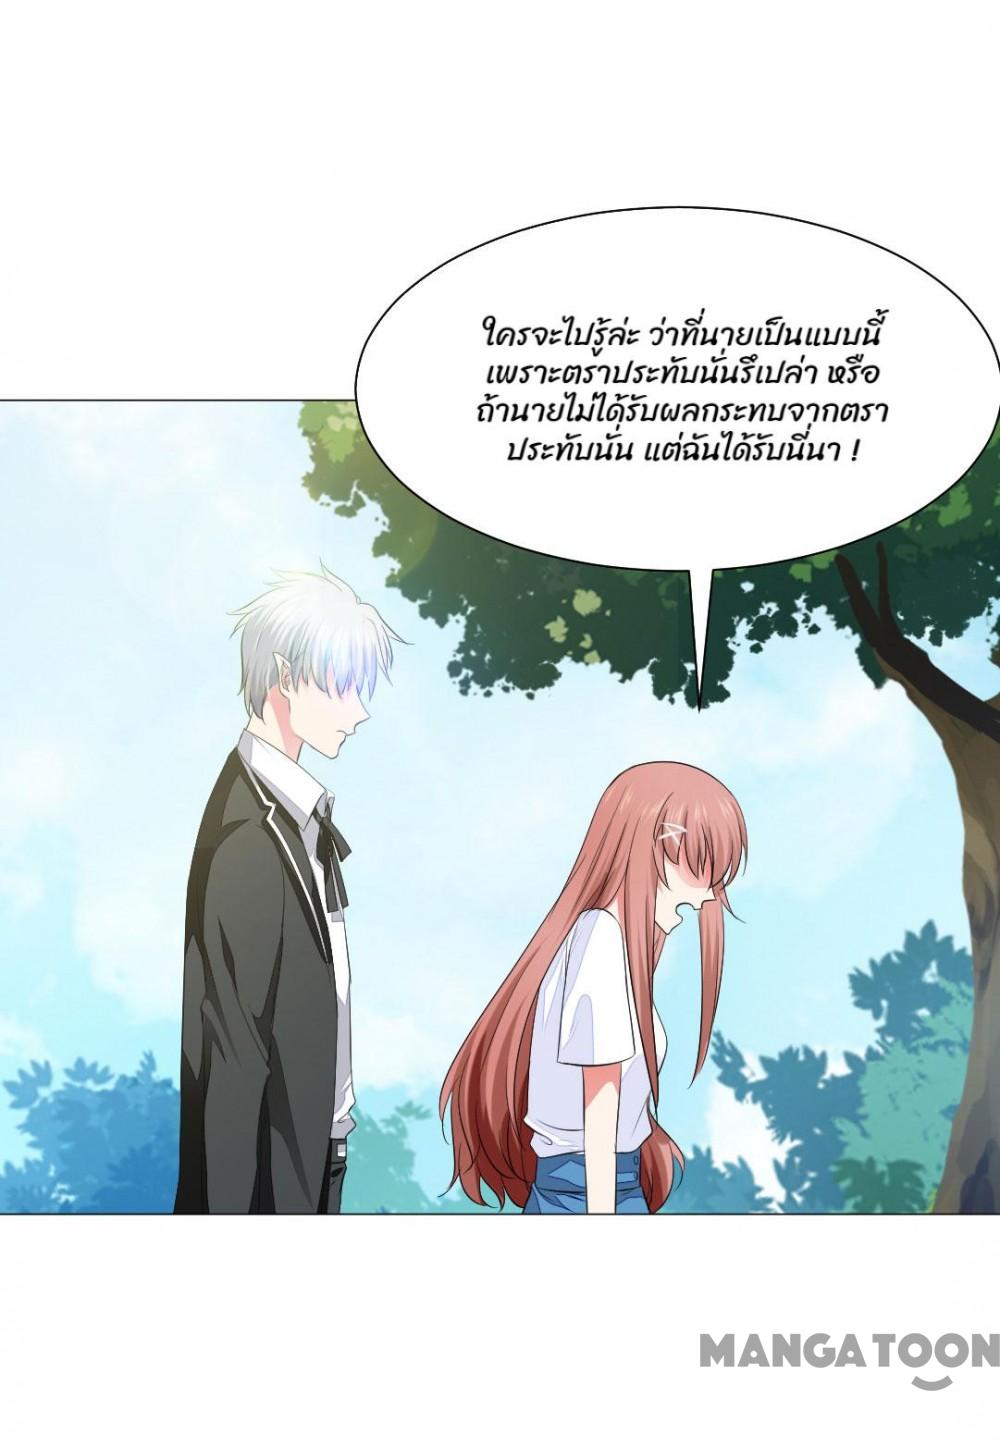 ใครจะไปรู้ล่ะ ว่าที่นายเป็นแบบนี้
เพราะตราประทับนั่นรึเปล่า หรือ
ถ้านายไม่ได้รับผลกระทบจากตรา
ประทับนั่น แต่ฉันได้รับนี่นา !
MANGATOON